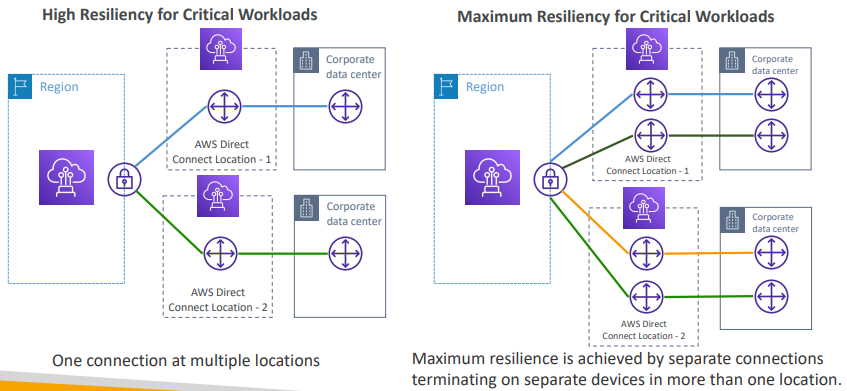 High Resiliency for Critical Workloads
Region
AWS Direct
Connect Location - 1
Corporate
data center
AWS Direct
Connect Location - 2
Corporate
data center
One connection at multiple locations
Maximum Resiliency for Critical Workloads
Region
AWS Direct
Connect Location - 1
Corporate
data center
AWS Direct
Connect Location - 2
Corporate
data center
Maximum resilience is achieved by separate connections
terminating on separate devices in more than one location.